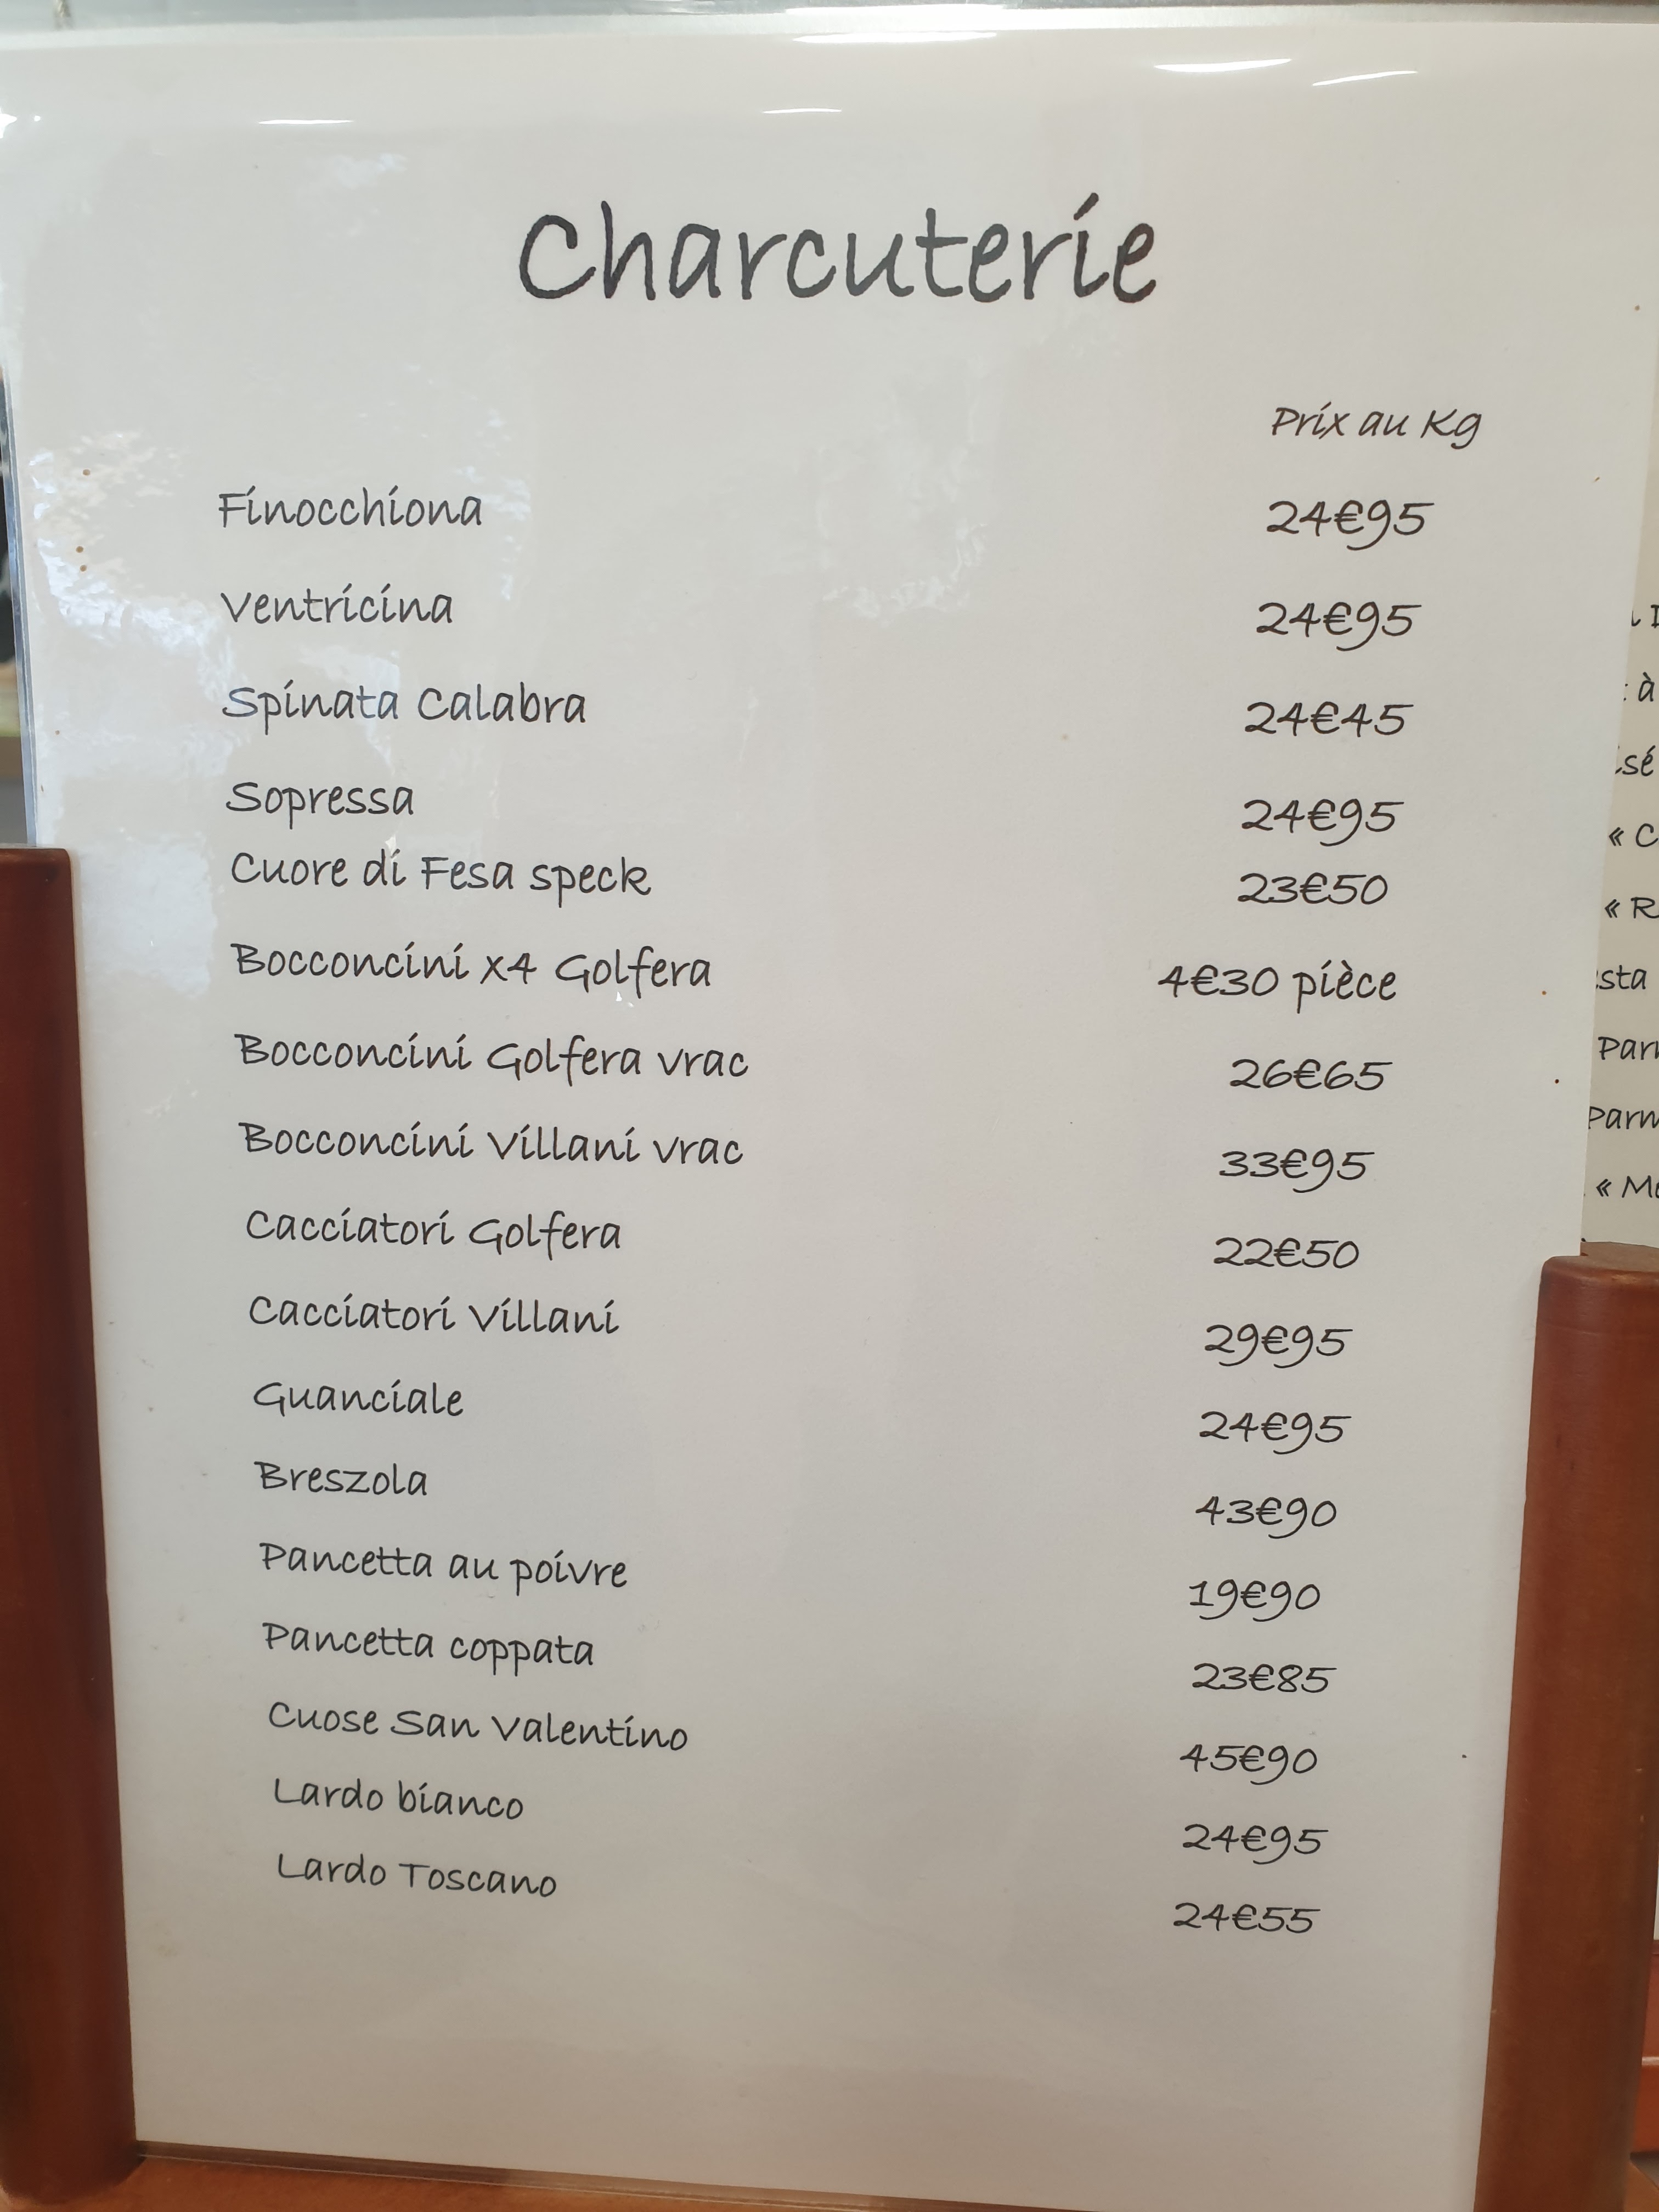 Charcuterie
Prix au Kg
Finocchiona 24€95
Ventricina 24€95
Spinata Calabra 24€45
Sopressa 24€95
Cuore di Fesa speck 23€50
Bocconcini x4 Golfera 4€30 pièce
Bocconcini Golfera vrac 26€65
Bocconcini Villani vrac 33€95
Cacciatori Golfera 22€50
Cacciatori Villani 29€95
Guanciale 24€95
Breszola 43€90
Pancetta au poivre 19€90
Pancetta coppata 23€85
Cuose San Valentino 45€90
Lardo bianco 24€95
Lardo Toscano 24€55